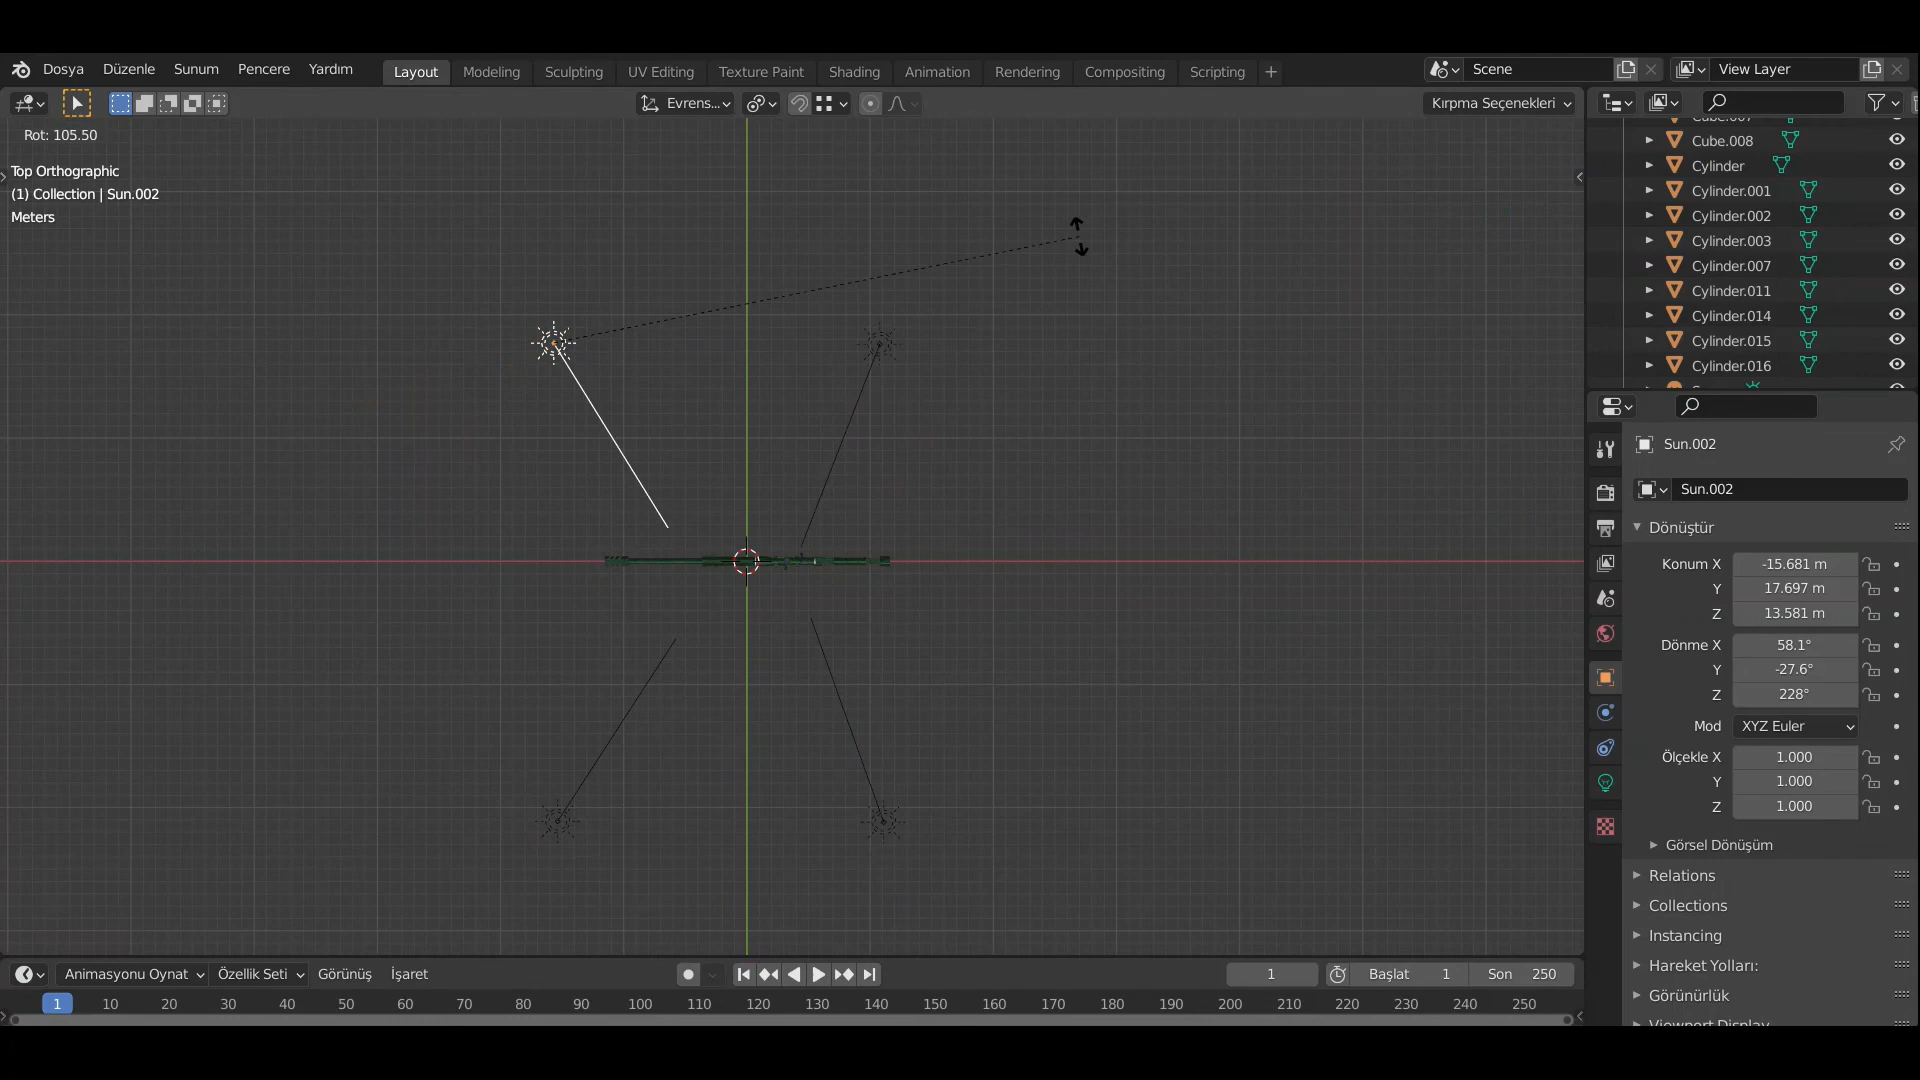 Dosya Düzenle Sunum Pencere Yardım Layout Modeling Sculpting UV Editing Texture Paint Shading Animation Rendering Compositing Scripting + Scene View Layer
Evrens... Kırpma Seçenekleri
Rot: 105.50
Top Orthographic
(1) Collection | Sun.002
Meters
Cube.007
Cube.008
Cylinder
Cylinder.001
Cylinder.002
Cylinder.003
Cylinder.007
Cylinder.011
Cylinder.014
Cylinder.015
Cylinder.016
Sun.002
Sun.002
Dönüştür
Konum X -15.681 m
Y 17.697 m
Z 13.581 m
Dönme X 58.1°
Y -27.6°
Z 228°
Mod XYZ Euler
Ölçekle X 1.000
Y 1.000
Z 1.000
Görsel Dönüşüm
Relations
Collections
Instancing
Hareket Yolları:
Görünürlük
Viewport Display
Animasyonu Oynat Özellik Seti Görünüş İşaret 1 Başlat 1 Son 250
1 10 20 30 40 50 60 70 80 90 100 110 120 130 140 150 160 170 180 190 200 210 220 230 240 250